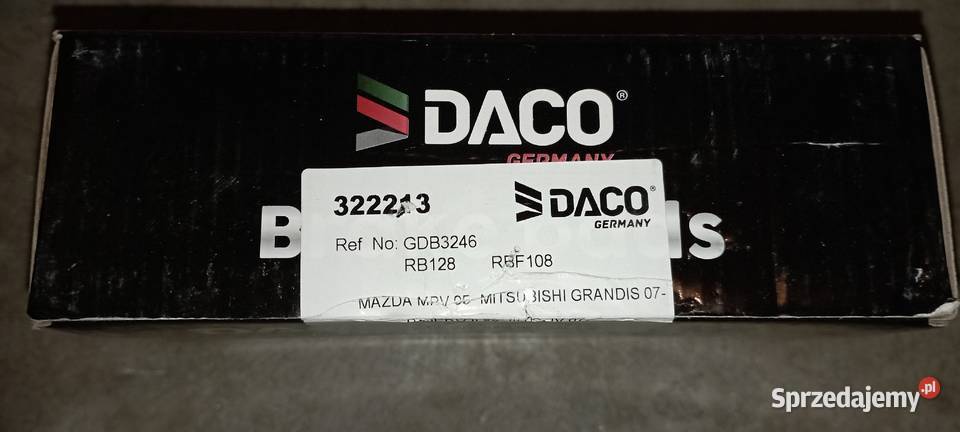 DACO®
GERMANY
322213
DACO®
GERMANY
Ref No: GDB3246
RB128 RBF108
MAZDA MPV 05- MITSUBISHI GRANDIS 07-
Sprzedajemy.pl